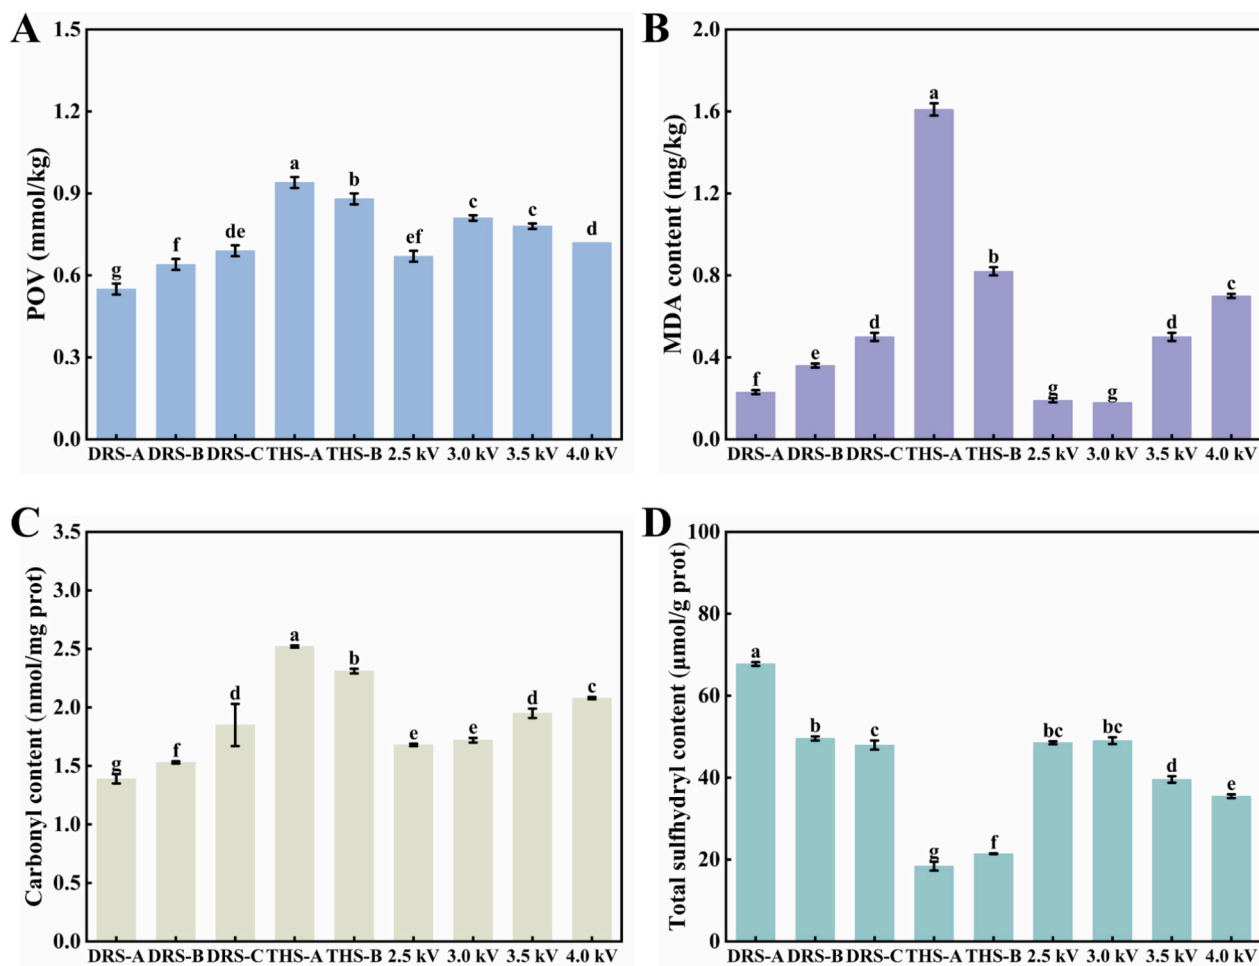 A
POV (mmol/kg)
1.5
1.2
0.9
0.6
0.3
0.0
g
f
de
a
b
ef
c
c
d
DRS-A DRS-B DRS-C THS-A THS-B 2.5 kV 3.0 kV 3.5 kV 4.0 kV
B
MDA content (mg/kg)
2.0
1.6
1.2
0.8
0.4
0.0
f
e
d
a
b
g
g
d
c
DRS-A DRS-B DRS-C THS-A THS-B 2.5 kV 3.0 kV 3.5 kV 4.0 kV
C
Carbonyl content (nmol/mg prot)
3.5
3.0
2.5
2.0
1.5
1.0
0.5
0.0
g
f
d
a
b
e
e
d
c
DRS-A DRS-B DRS-C THS-A THS-B 2.5 kV 3.0 kV 3.5 kV 4.0 kV
D
Total sulfhydryl content (μmol/g prot)
100
80
60
40
20
0
a
b
c
g
f
bc
bc
d
e
DRS-A DRS-B DRS-C THS-A THS-B 2.5 kV 3.0 kV 3.5 kV 4.0 kV